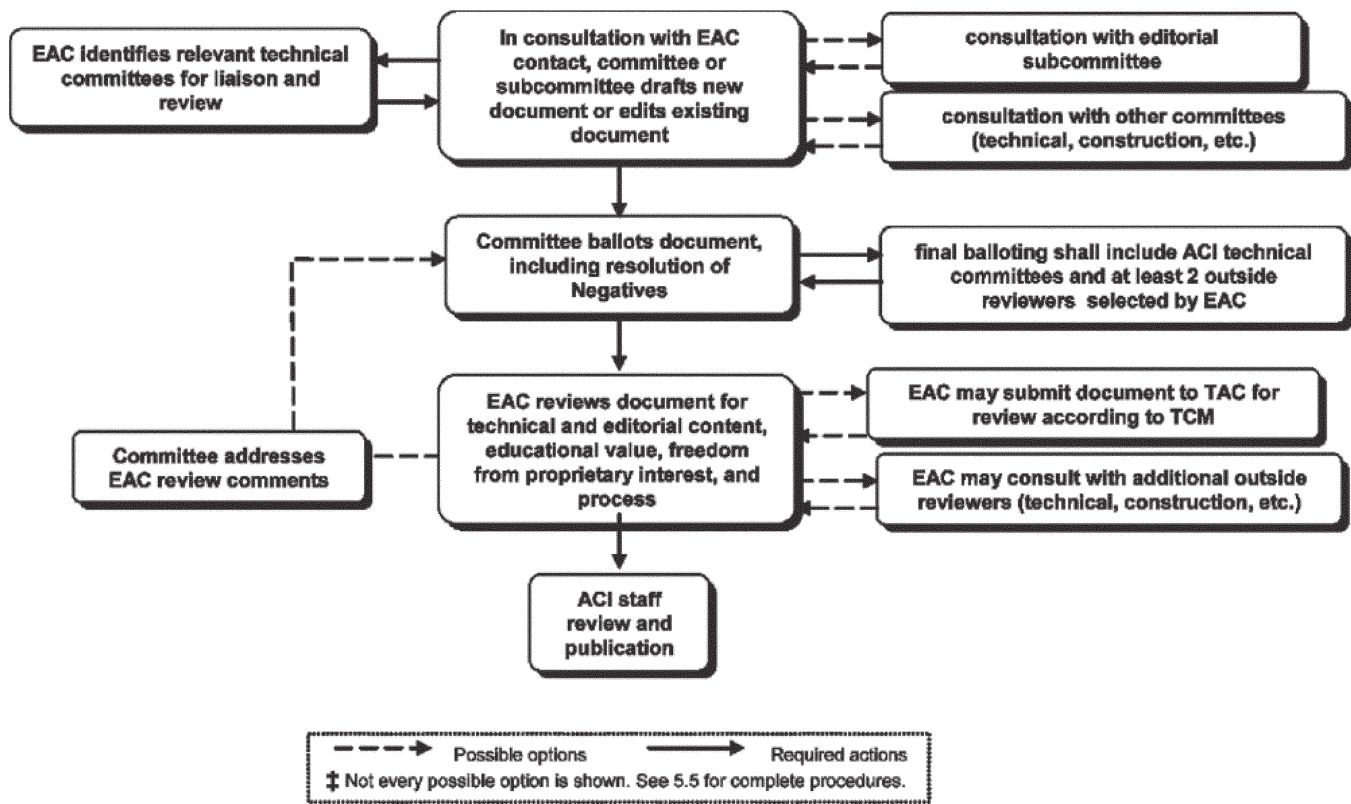 EAC identifies relevant technical
committees for liaison and
review
In consultation with EAC
contact, committee or
subcommittee drafts new
document or edits existing
document
consultation with editorial
subcommittee
consultation with other committees
(technical, construction, etc.)
Committee ballots document,
including resolution of
Negatives
final balloting shall include ACI technical
committees and at least 2 outside
reviewers selected by EAC
EAC reviews document for
technical and editorial content,
educational value, freedom
from proprietary interest, and
process
EAC may submit document to TAC for
review according to TCM
Committee addresses
EAC review comments
EAC may consult with additional outside
reviewers (technical, construction, etc.)
ACI staff
review and
publication
Possible options
Required actions
‡ Not every possible option is shown. See 5.5 for complete procedures.